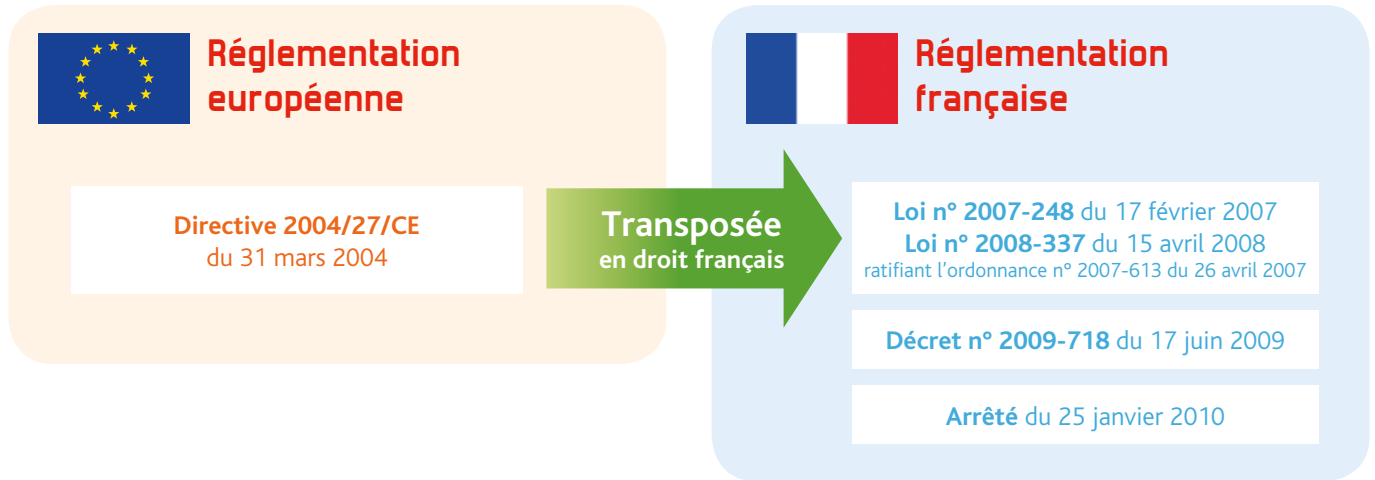 Réglementation
européenne
Directive 2004/27/CE
du 31 mars 2004
Transposée
en droit français
Réglementation
française
Loi n° 2007-248 du 17 février 2007
Loi n° 2008-337 du 15 avril 2008
ratifiant l'ordonnance n° 2007-613 du 26 avril 2007
Décret n° 2009-718 du 17 juin 2009
Arrêté du 25 janvier 2010